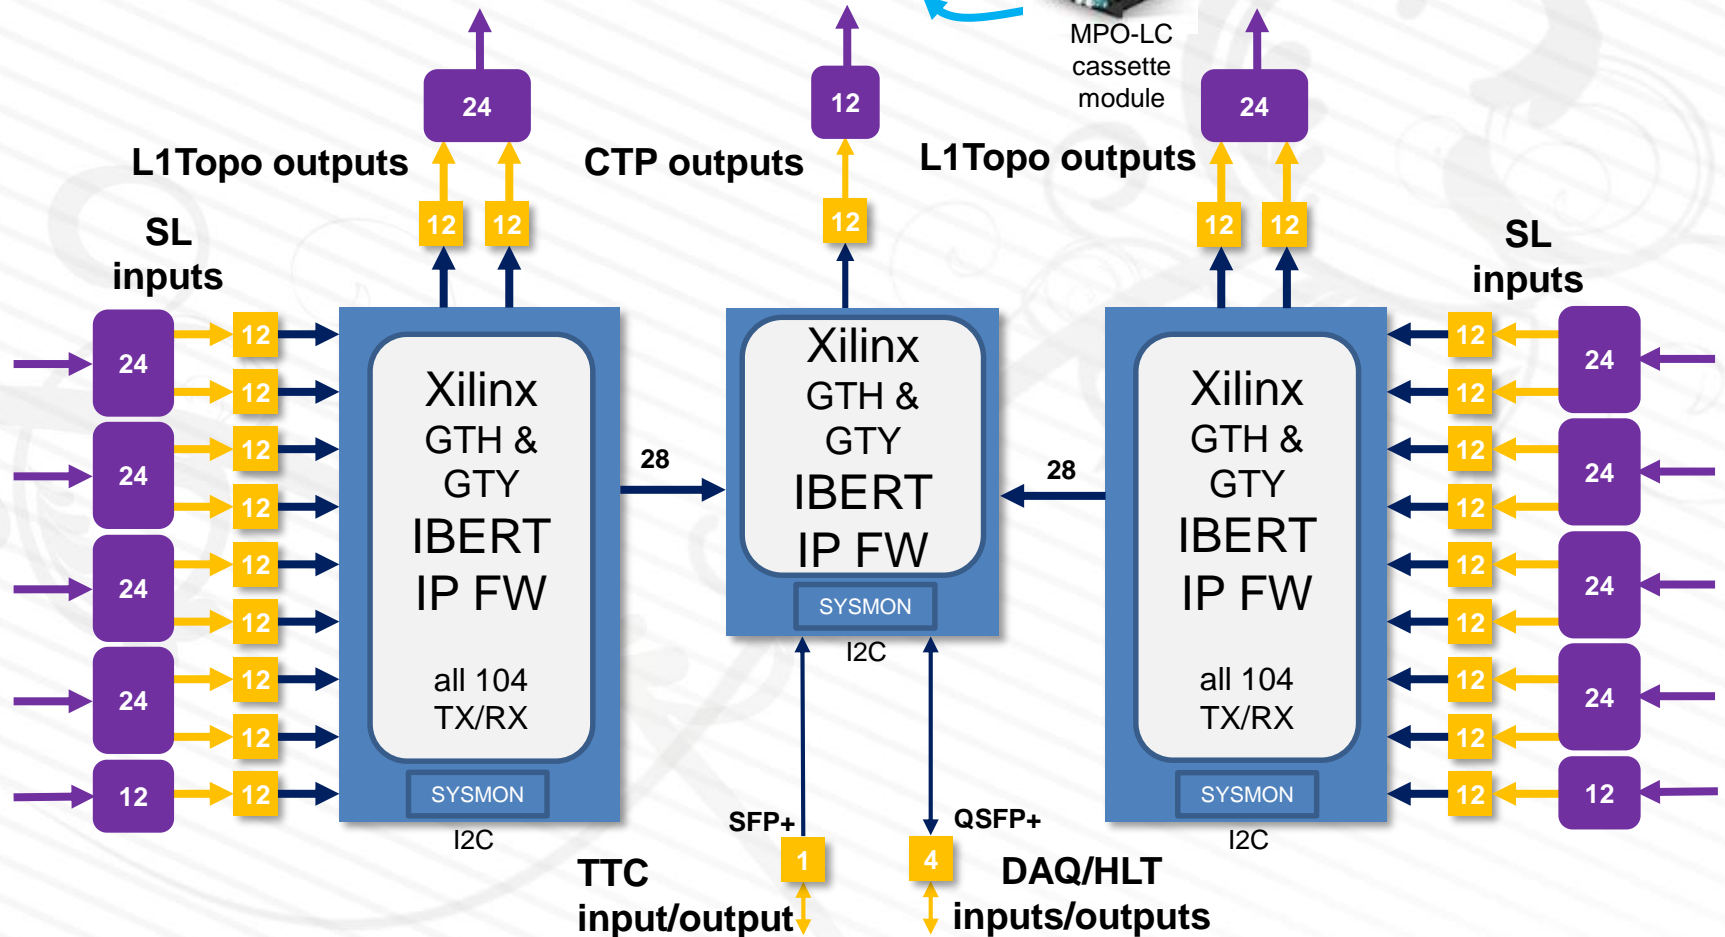 MPO-LC
cassette
module
24
12
24
L1Topo outputs
CTP outputs
L1Topo outputs
12
12
12
12
12
SL
inputs
SL
inputs
24
24
24
24
12
12
12
12
12
12
12
12
12
12
Xilinx
GTH &
GTY
IBERT
IP FW
all 104
TX/RX
SYSMON
I2C
28
Xilinx
GTH &
GTY
IBERT
IP FW
SYSMON
I2C
28
Xilinx
GTH &
GTY
IBERT
IP FW
all 104
TX/RX
SYSMON
I2C
12
12
12
12
12
12
12
12
12
24
24
24
24
12
SFP+
QSFP+
1
4
TTC
input/output
DAQ/HLT
inputs/outputs